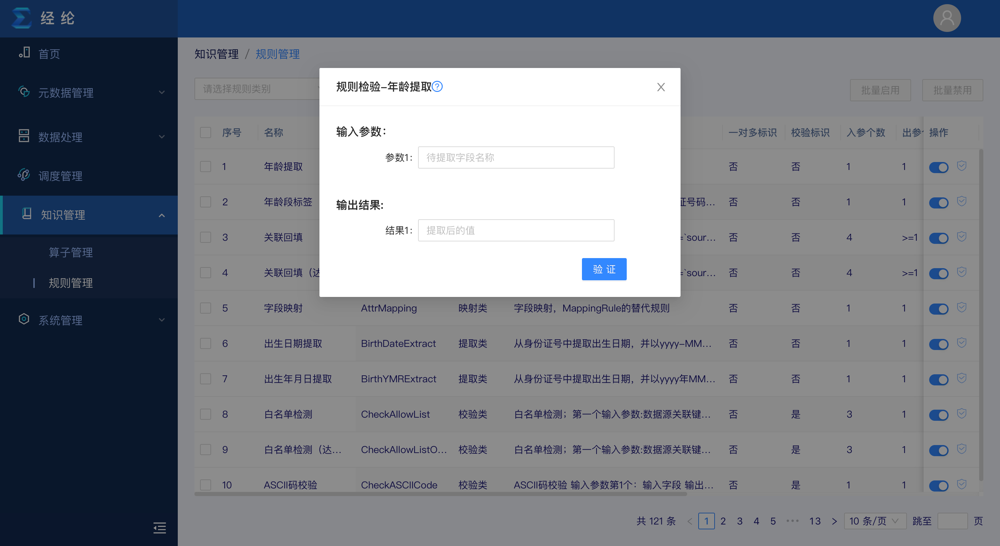 经 纶
首页
元数据管理
数据处理
调度管理
知识管理
算子管理
规则管理
系统管理
知识管理 / 规则管理
请选择规则类别
批量启用
批量禁用
规则检验-年龄提取?
输入参数：
参数1：
待提取字段名称
输出结果：
结果1：
提取后的值
验 证
序号 名称 一对多标识 校验标识 入参个数 出参 操作
1 年龄提取 否 否 1 1
2 年龄段标签 证号码... 否 否 1 1
3 关联回填 =`sour... 否 否 4 >=1
4 关联回填（达 =`sour... 否 否 4 >=1
5 字段映射 AttrMapping 映射类 字段映射，MappingRule的替代规则 否 否 1 1
6 出生日期提取 BirthDateExtract 提取类 从身份证号中提取出生日期，并以yyyy-MM... 否 否 1 1
7 出生年月日提取 BirthYMRExtract 提取类 从身份证号中提取出生日期，并以yyyy年MM... 否 否 1 1
8 白名单检测 CheckAllowList 校验类 白名单检测；第一个输入参数:数据源关联键... 否 是 3 1
9 白名单检测（达... CheckAllowListO... 校验类 白名单检测；第一个输入参数:数据源关联键... 否 是 3 1
10 ASCII码校验 CheckASCIICode 校验类 ASCII码校验 输入参数第1个：输入字段 输出... 否 是 1 1
共 121 条 < 1 2 3 4 5 ••• 13 > 10 条/页 跳至 页